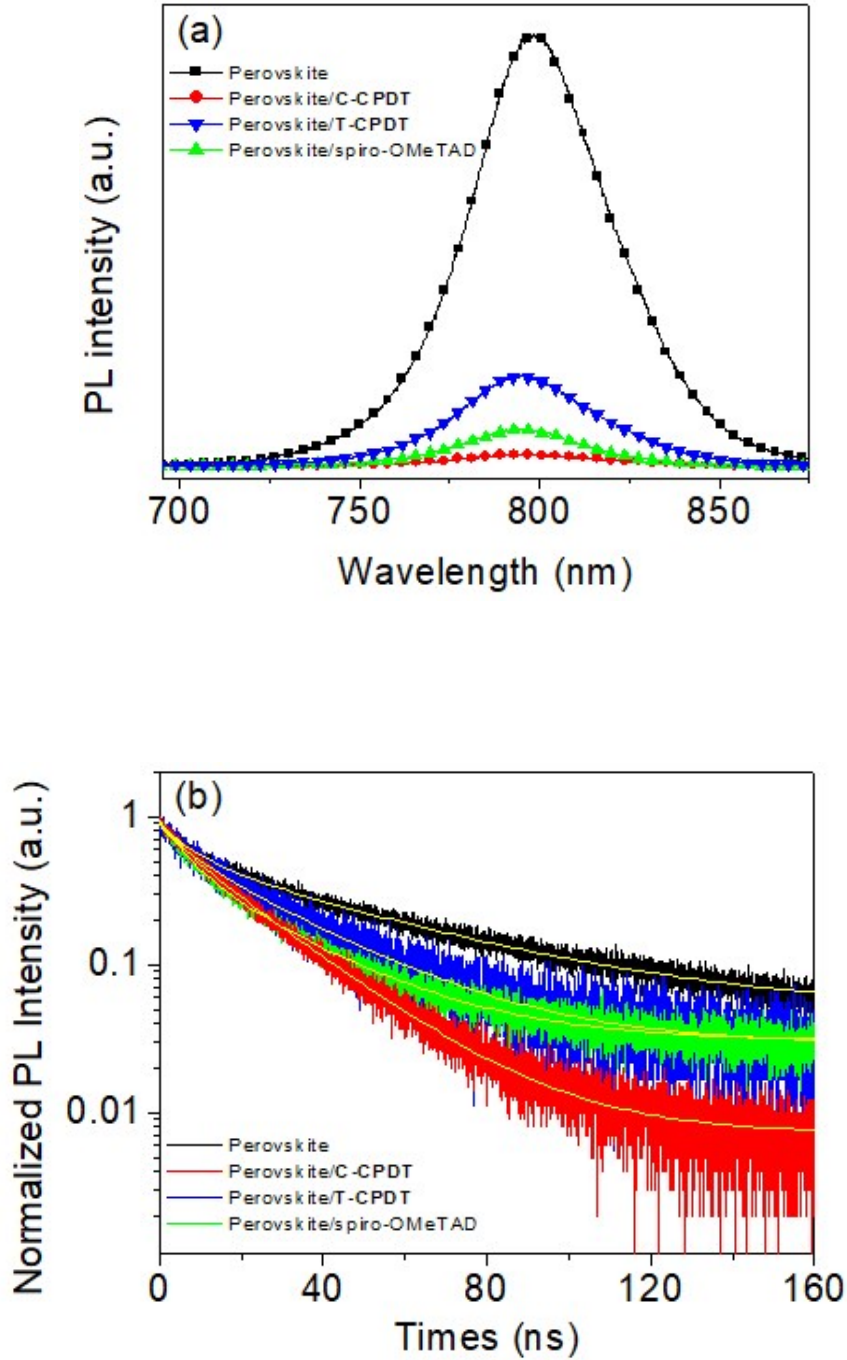 (a)
Perovskite
Perovskite/C-CPDT
Perovskite/T-CPDT
Perovskite/spiro-OMeTAD
PL intensity (a.u.)
700 750 800 850
Wavelength (nm)
(b)
1
0.1
0.01
Normalized PL Intensity (a.u.)
Perovskite
Perovskite/C-CPDT
Perovskite/T-CPDT
Perovskite/spiro-OMeTAD
0 40 80 120 160
Times (ns)